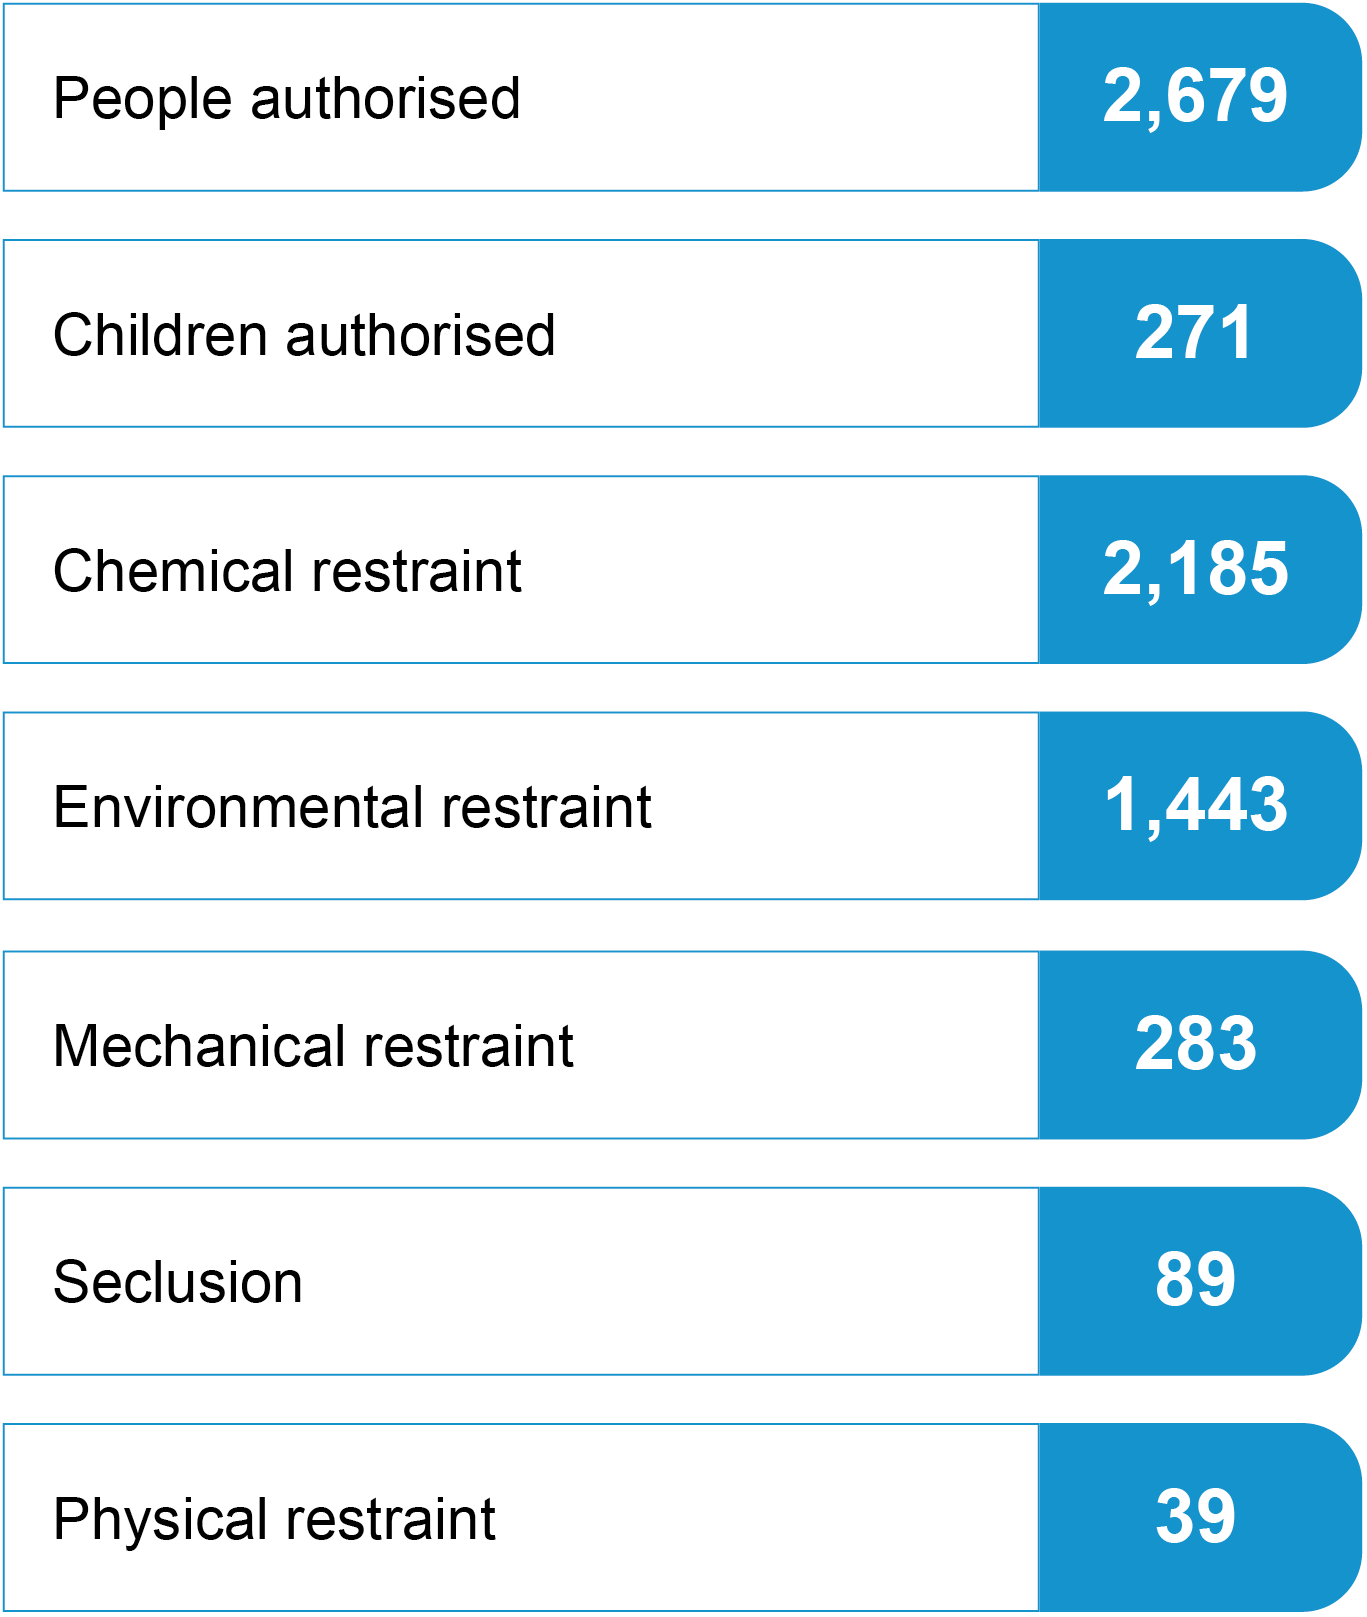 People authorised 2,679
Children authorised 271
Chemical restraint 2,185
Environmental restraint 1,443
Mechanical restraint 283
Seclusion 89
Physical restraint 39